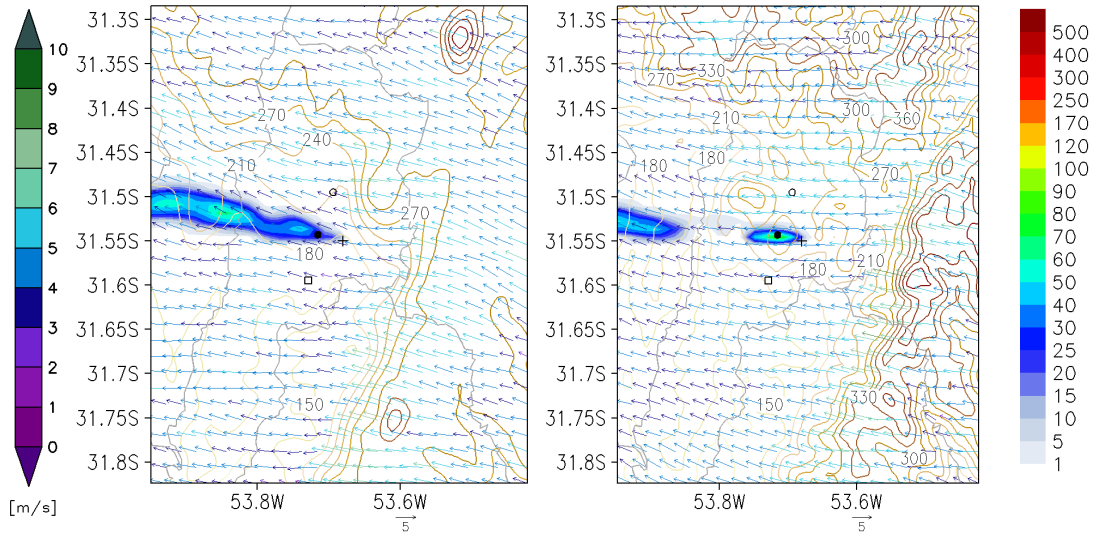 10
9
8
7
6
5
4
3
2
1
0
[m/s]
31.3S
31.35S
31.4S
31.45S
31.5S
31.55S
31.6S
31.65S
31.7S
31.75S
31.8S
270
240
210
270
180
150
53.8W
53.6W
5
31.3S
31.35S
31.4S
31.45S
31.5S
31.55S
31.6S
31.65S
31.7S
31.75S
31.8S
300
330
270
300
210
360
180
180
270
210
180
330
150
300
53.8W
53.6W
5
500
400
300
250
170
120
100
90
80
70
60
50
40
30
25
20
15
10
5
1